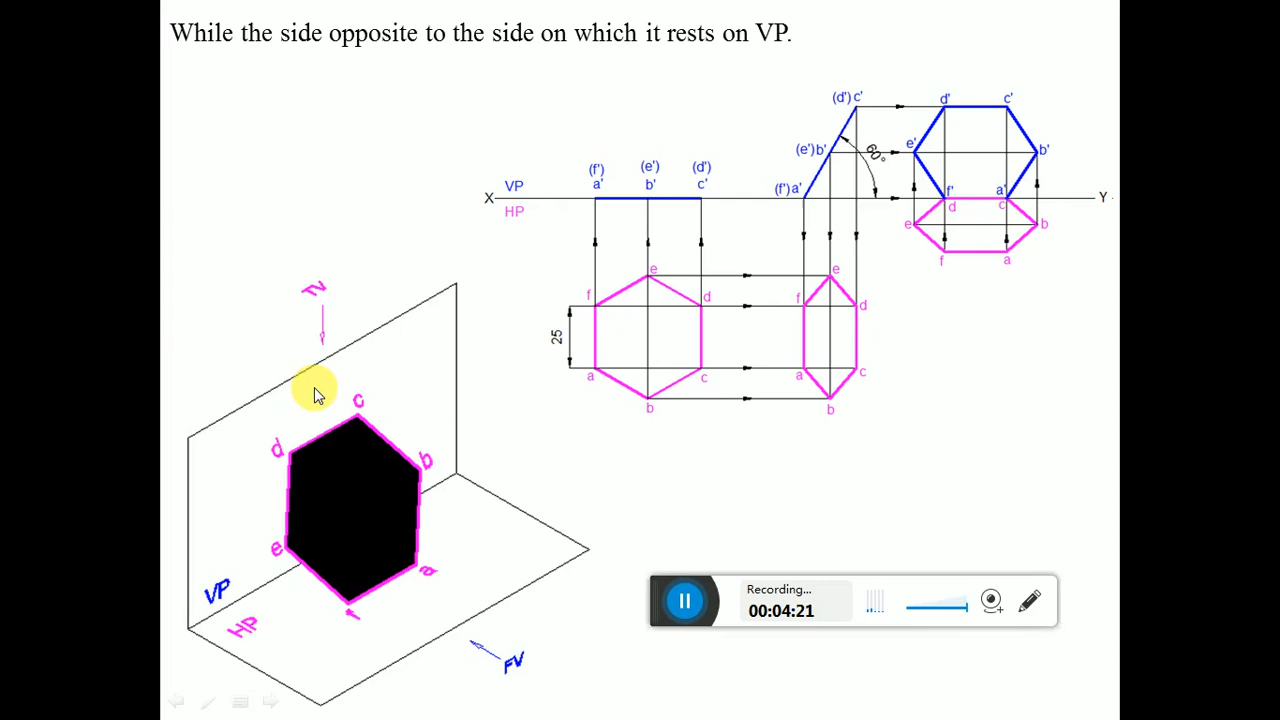 While the side opposite to the side on which it rests on VP.
(d') c'
d' c'
(f') (e') (d')
a' b' c'
(e') b'
60°
e' b'
X VP (f') a' f' a' Y
HP d c
e b
f a
e e
f d f d
25
a c a c
b b
TV
c
d b
e a
f
VP
HP
FV
Recording...
00:04:21